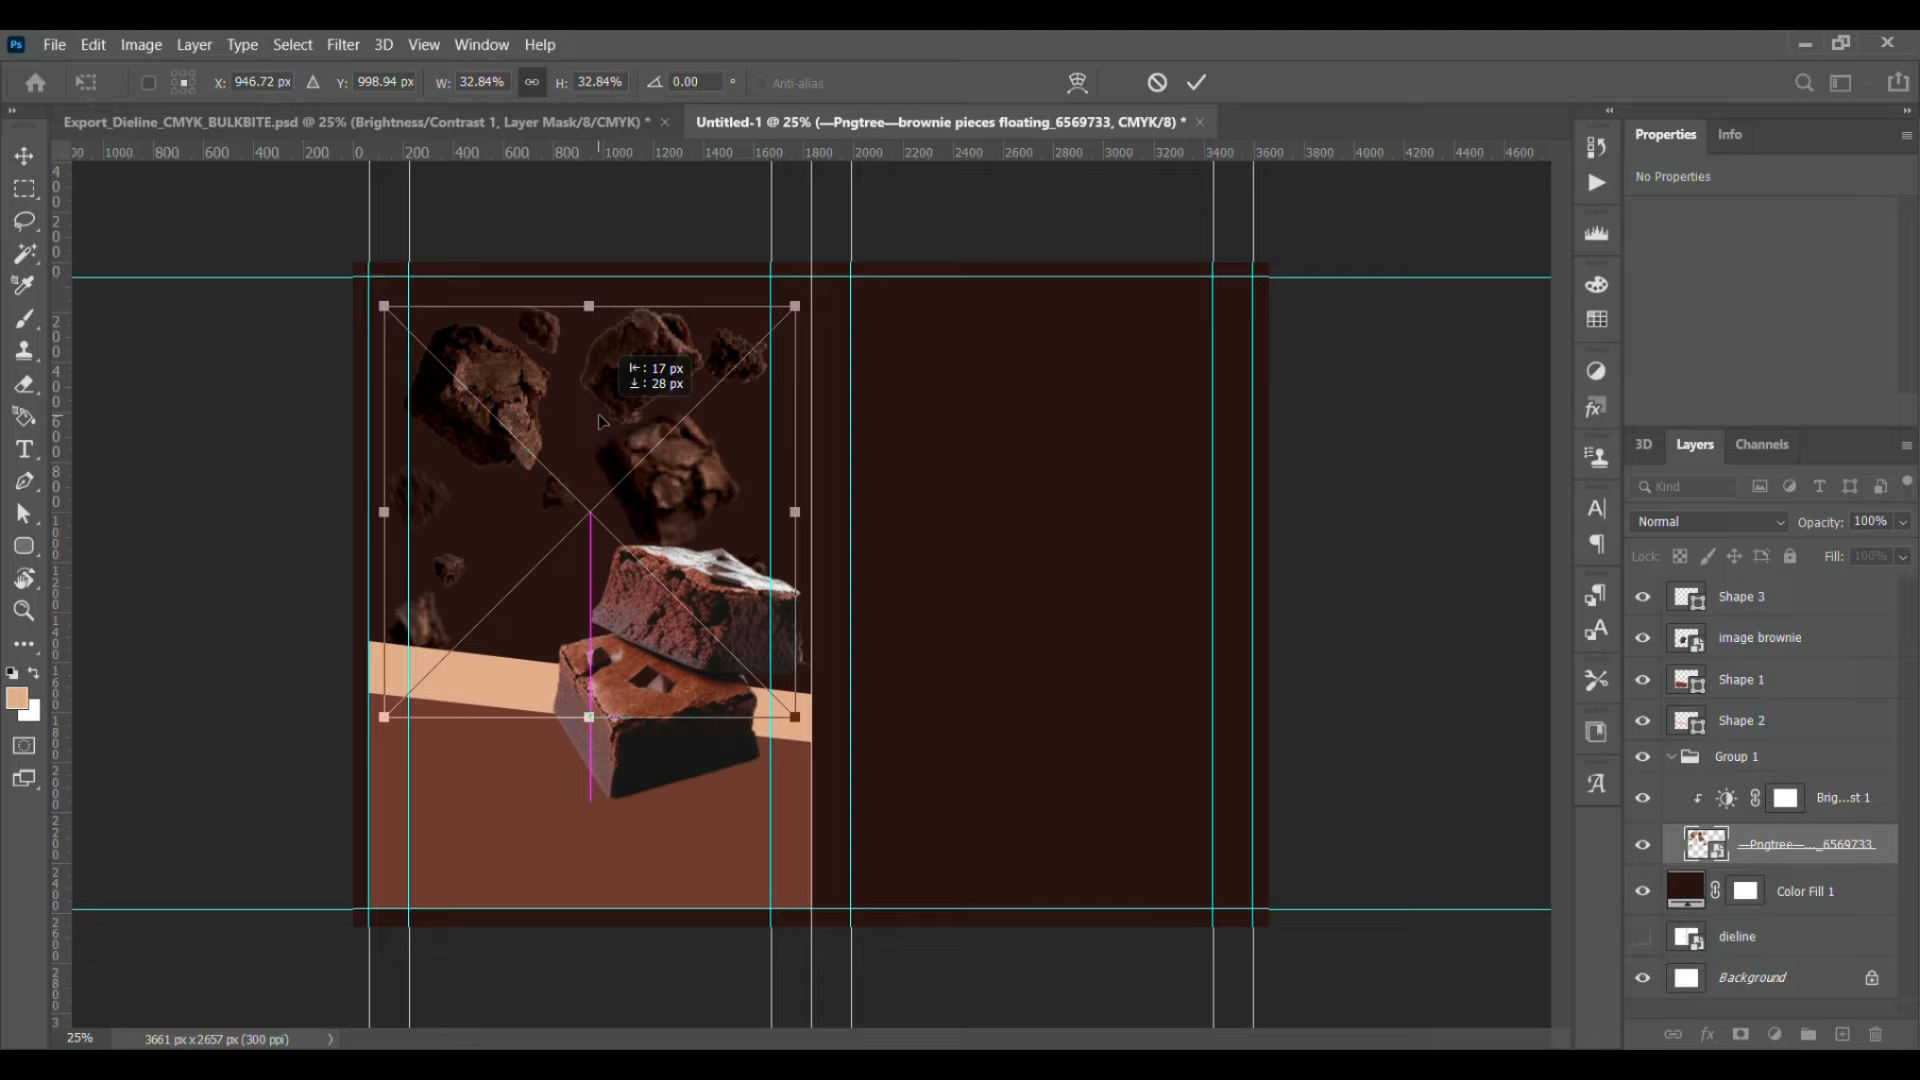 Ps File Edit Image Layer Type Select Filter 3D View Window Help
X: 946.72 px Y: 998.94 px W: 32.84% H: 32.84% 0.00 ° Anti-alias
Export_Dieline_CMYK_BULKBITE.psd @ 25% (Brightness/Contrast 1, Layer Mask/8/CMYK) * ×
Untitled-1 @ 25% (—Pngtree—brownie pieces floating_6569733, CMYK/8) * ×
1000 800 600 400 200 0 200 400 600 800 1000 1200 1400 1600 1800 2000 2200 2400 2600 2800 3000 3200 3400 3600 3800 4000 4200 4400 4600
Properties Info
No Properties
: 17 px
: 28 px
3D Layers Channels
Kind
Normal Opacity: 100%
Lock: Fill: 100%
Shape 3
image brownie
Shape 1
Shape 2
Group 1
Brig...st 1
—Pngtree—..._6569733
Color Fill 1
dieline
Background
25% 3661 px x 2657 px (300 ppi)